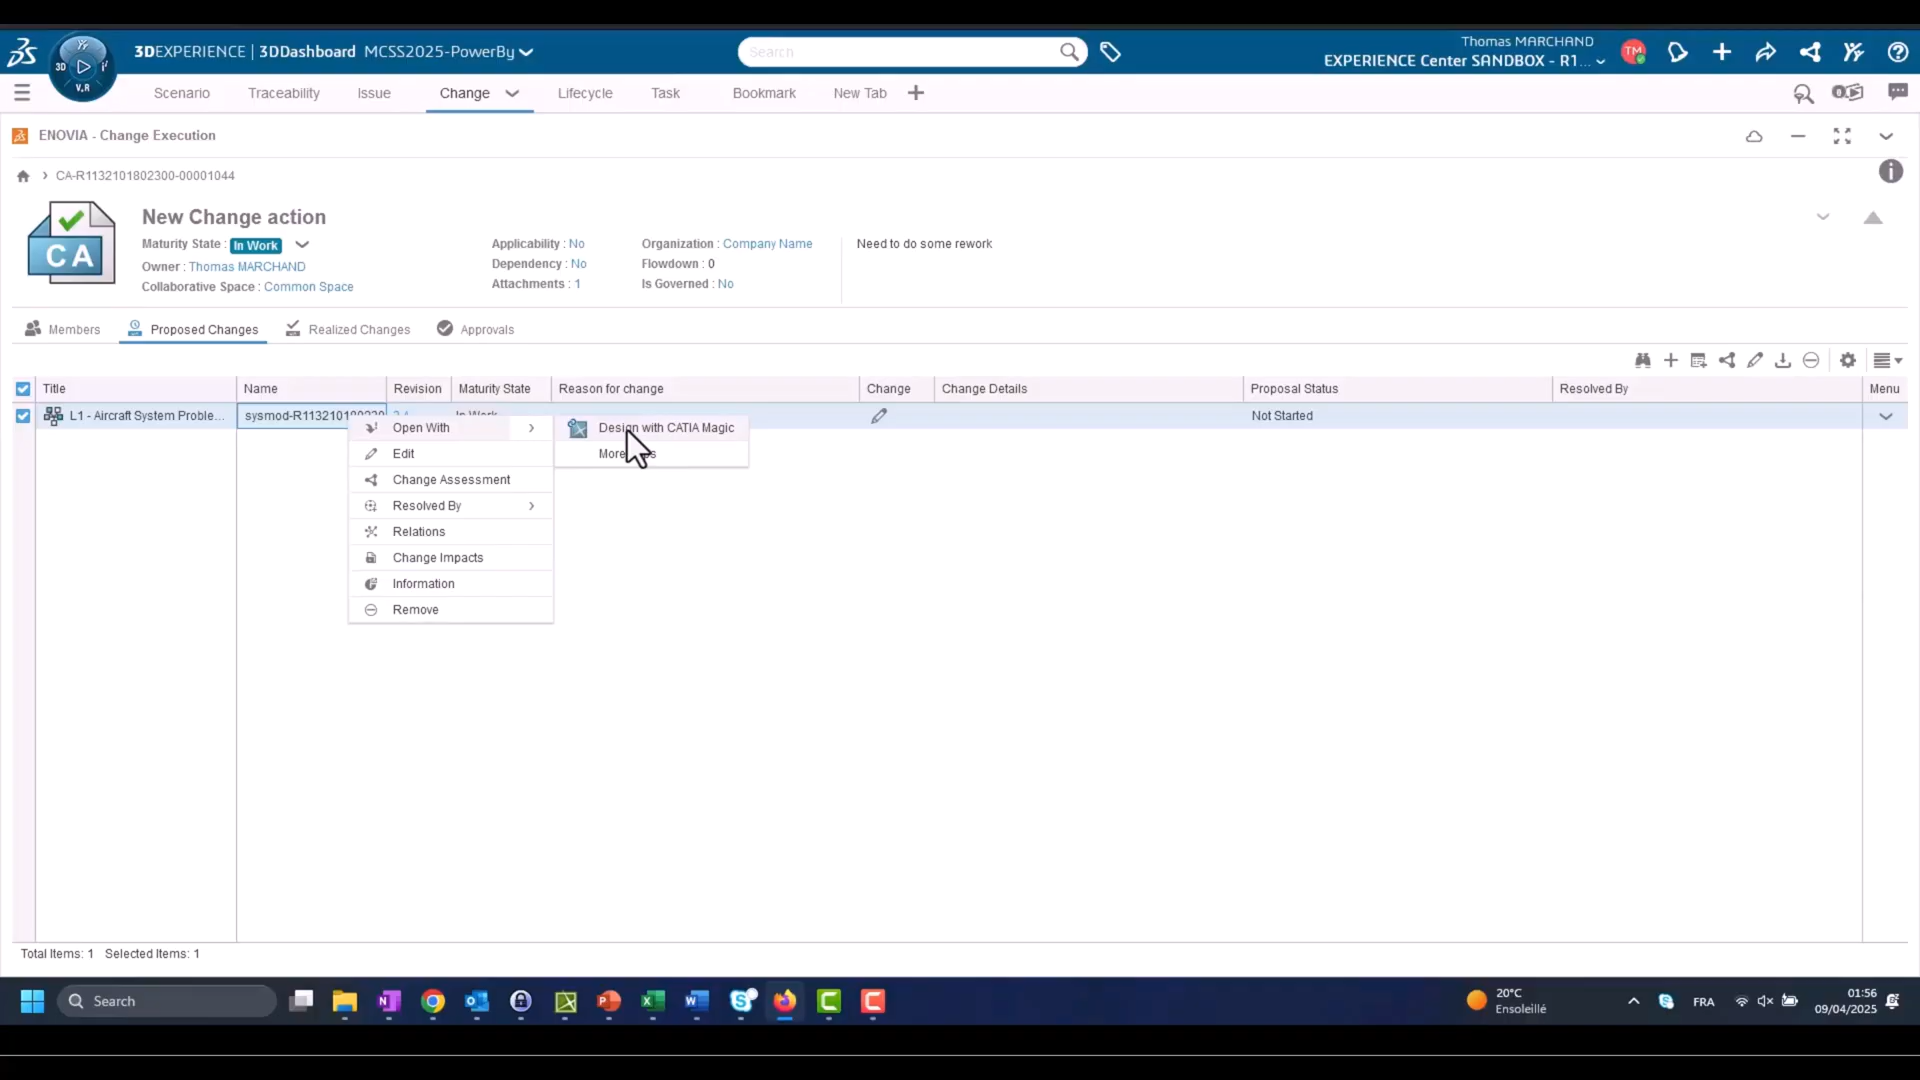 3DEXPERIENCE | 3DDashboard MCSS2025-PowerBy
Search
Thomas MARCHAND
EXPERIENCE Center SANDBOX - R1...
TM
3D
V.R
Scenario Traceability Issue Change Lifecycle Task Bookmark New Tab
ENOVIA - Change Execution
CA-R1132101802300-00001044
CA
New Change action
Maturity State : In Work
Owner : Thomas MARCHAND
Collaborative Space : Common Space
Applicability : No
Dependency : No
Attachments : 1
Organization : Company Name
Flowdown : 0
Is Governed : No
Need to do some rework
Members Proposed Changes Realized Changes Approvals
Title Name Revision Maturity State Reason for change Change Change Details Proposal Status Resolved By Menu
L1 - Aircraft System Proble... Not Started
Open With
Edit
Change Assessment
Resolved By
Relations
Change Impacts
Information
Remove
Design with CATIA Magic
More
Total Items: 1 Selected Items: 1
Search
20°C
Ensoleillé
FRA
01:56
09/04/2025